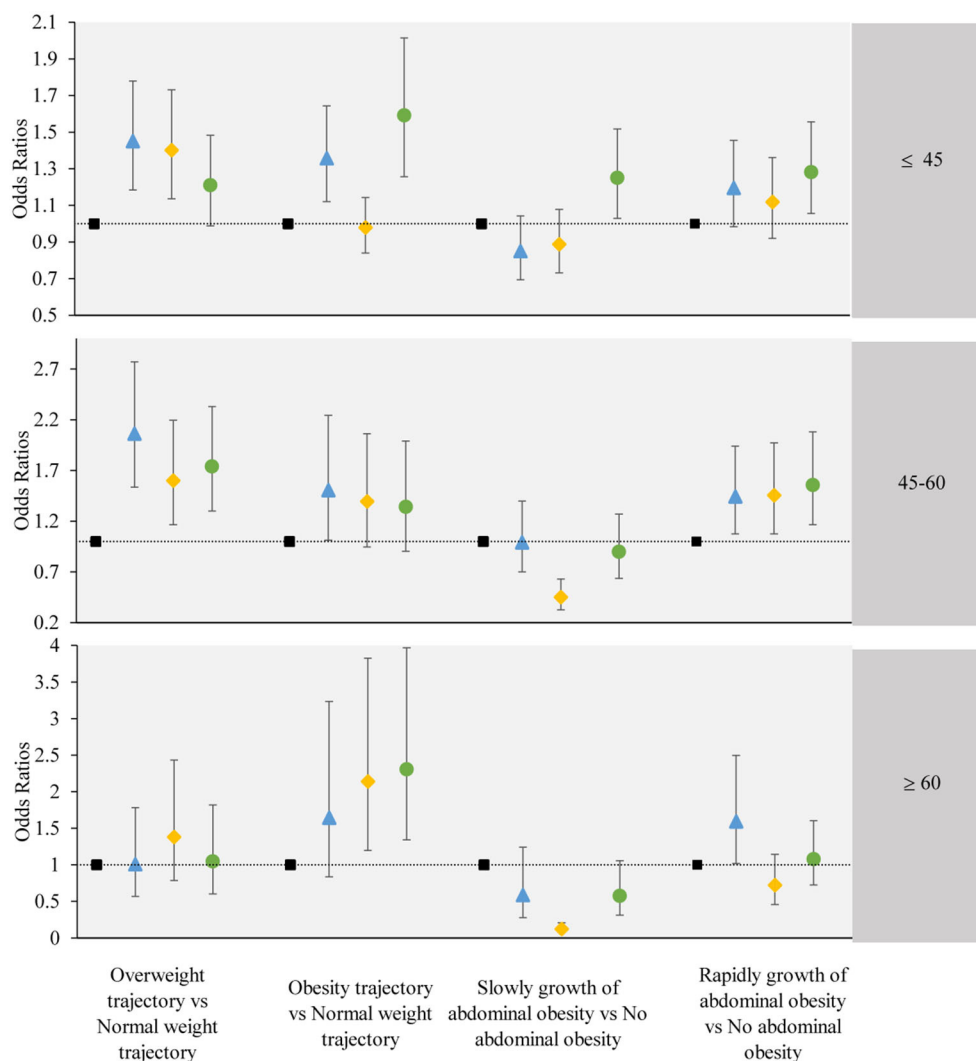 2.1
1.9
1.7
1.5
1.3
1.1
0.9
0.7
0.5
Odds Ratios
≤ 45
2.7
2.2
1.7
1.2
0.7
0.2
Odds Ratios
45-60
4
3.5
3
2.5
2
1.5
1
0.5
0
Odds Ratios
≥ 60
Overweight
trajectory vs
Normal weight
trajectory
Obesity trajectory
vs Normal weight
trajectory
Slowly growth of
abdominal obesity vs No
abdominal obesity
Rapidly growth of
abdominal obesity
vs No abdominal
obesity